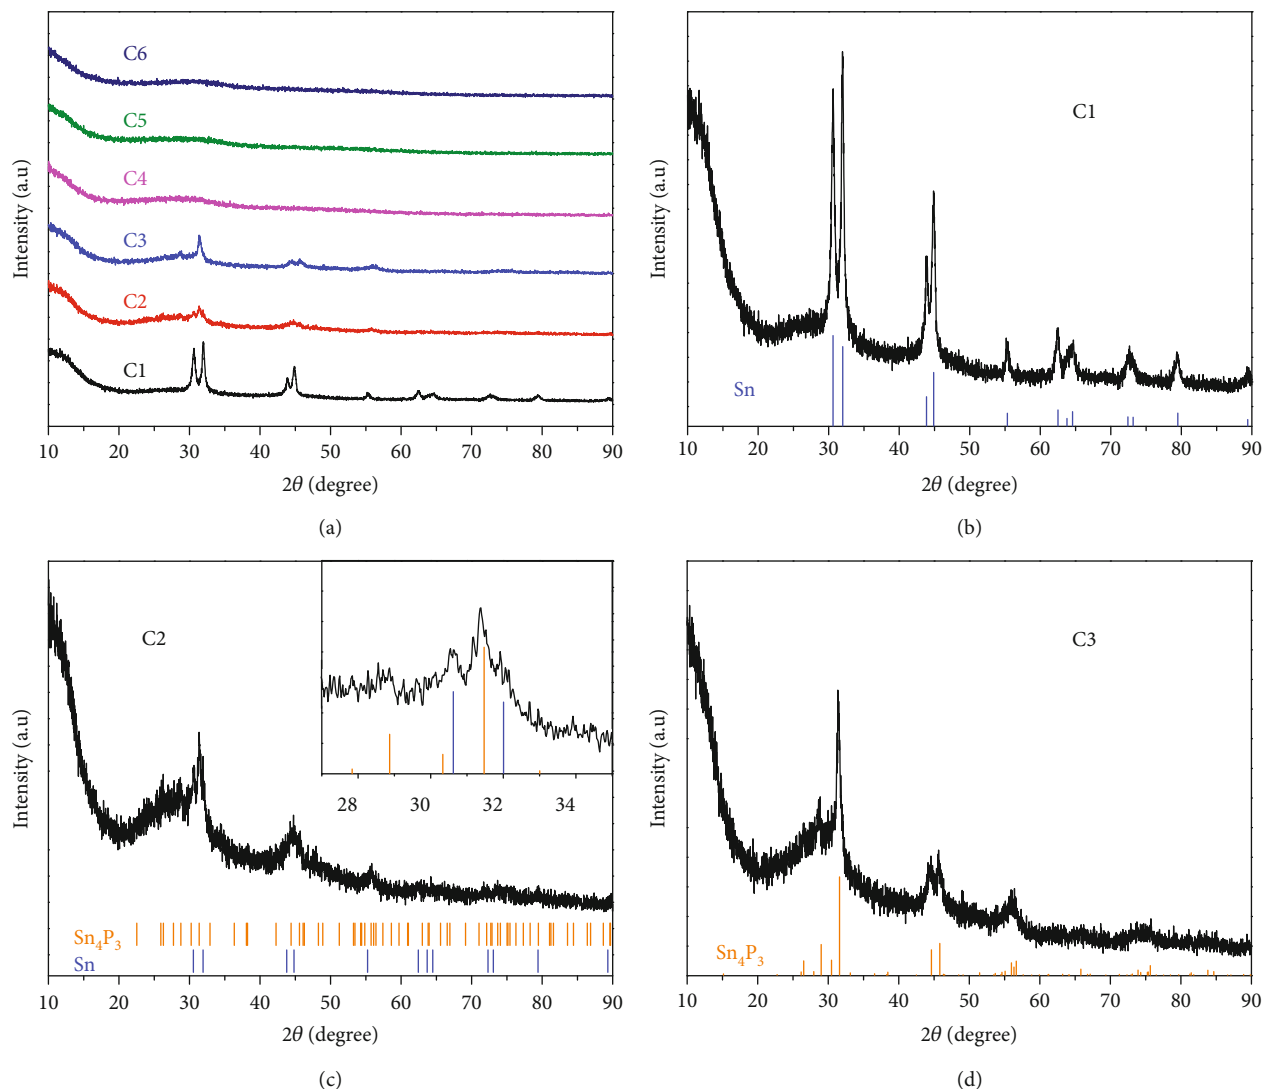 C6
C5
C4
C3
C2
C1
Intensity (a.u)
10 20 30 40 50 60 70 80 90
2θ (degree)
(a)
C1
Sn
Intensity (a.u)
10 20 30 40 50 60 70 80 90
2θ (degree)
(b)
C2
28 30 32 34
Sn4P3
Sn
Intensity (a.u)
10 20 30 40 50 60 70 80 90
2θ (degree)
(c)
C3
Sn4P3
Intensity (a.u)
10 20 30 40 50 60 70 80 90
2θ (degree)
(d)